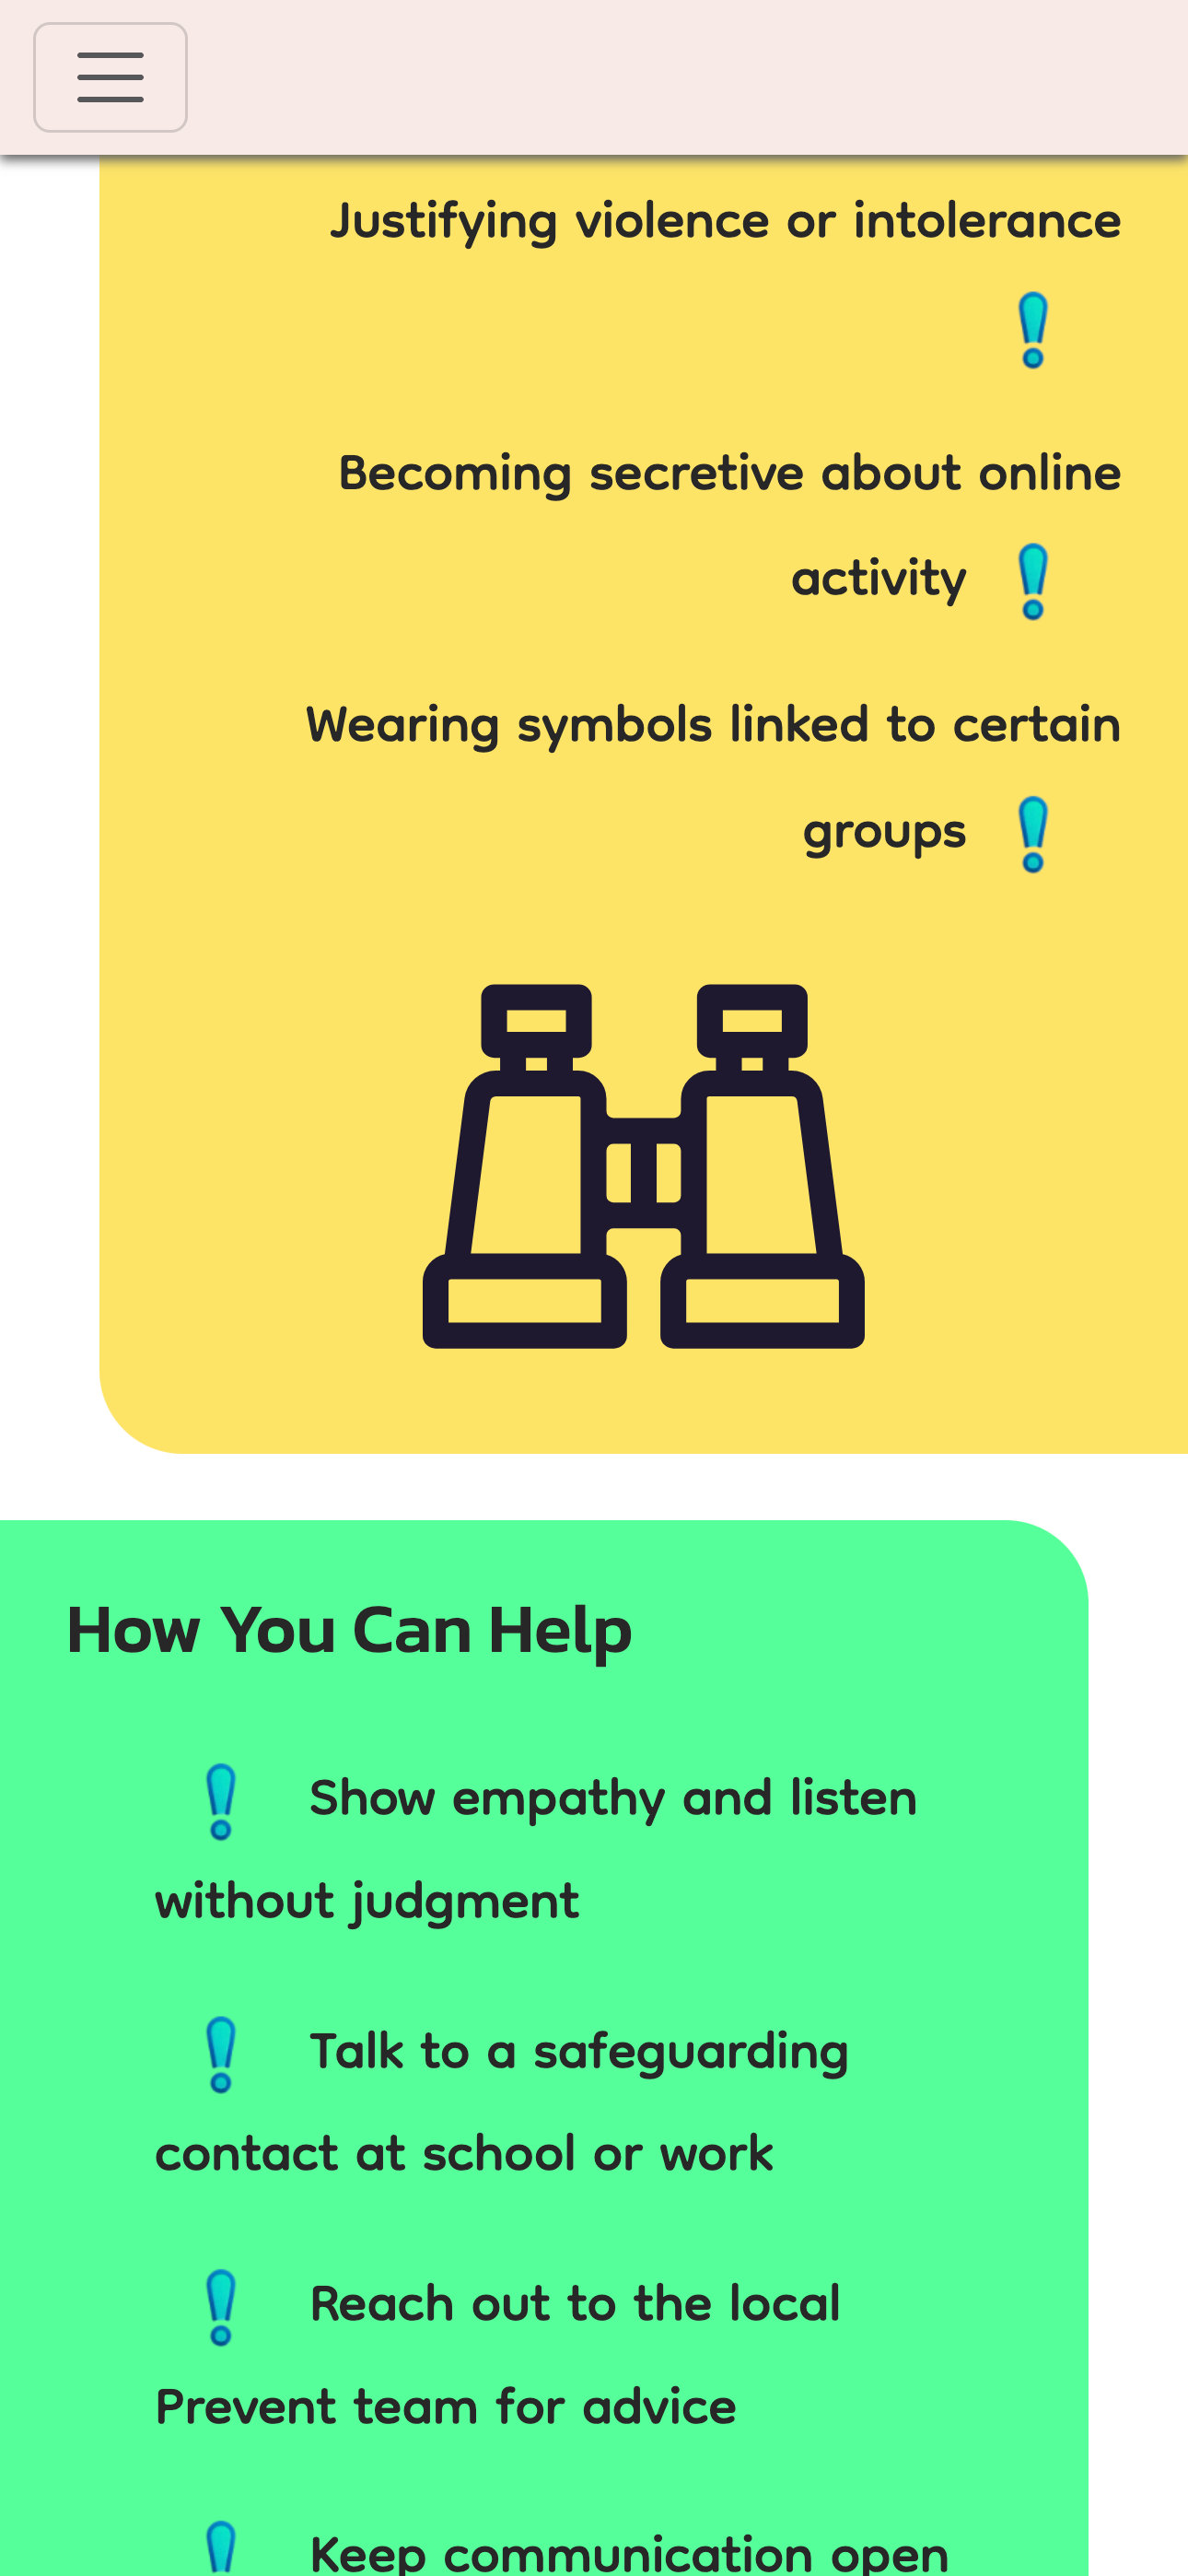 Justifying violence or intolerance
Becoming secretive about online
activity
Wearing symbols linked to certain
groups
How You Can Help
Show empathy and listen
without judgment
Talk to a safeguarding
contact at school or work
Reach out to the local
Prevent team for advice
Keep communication open